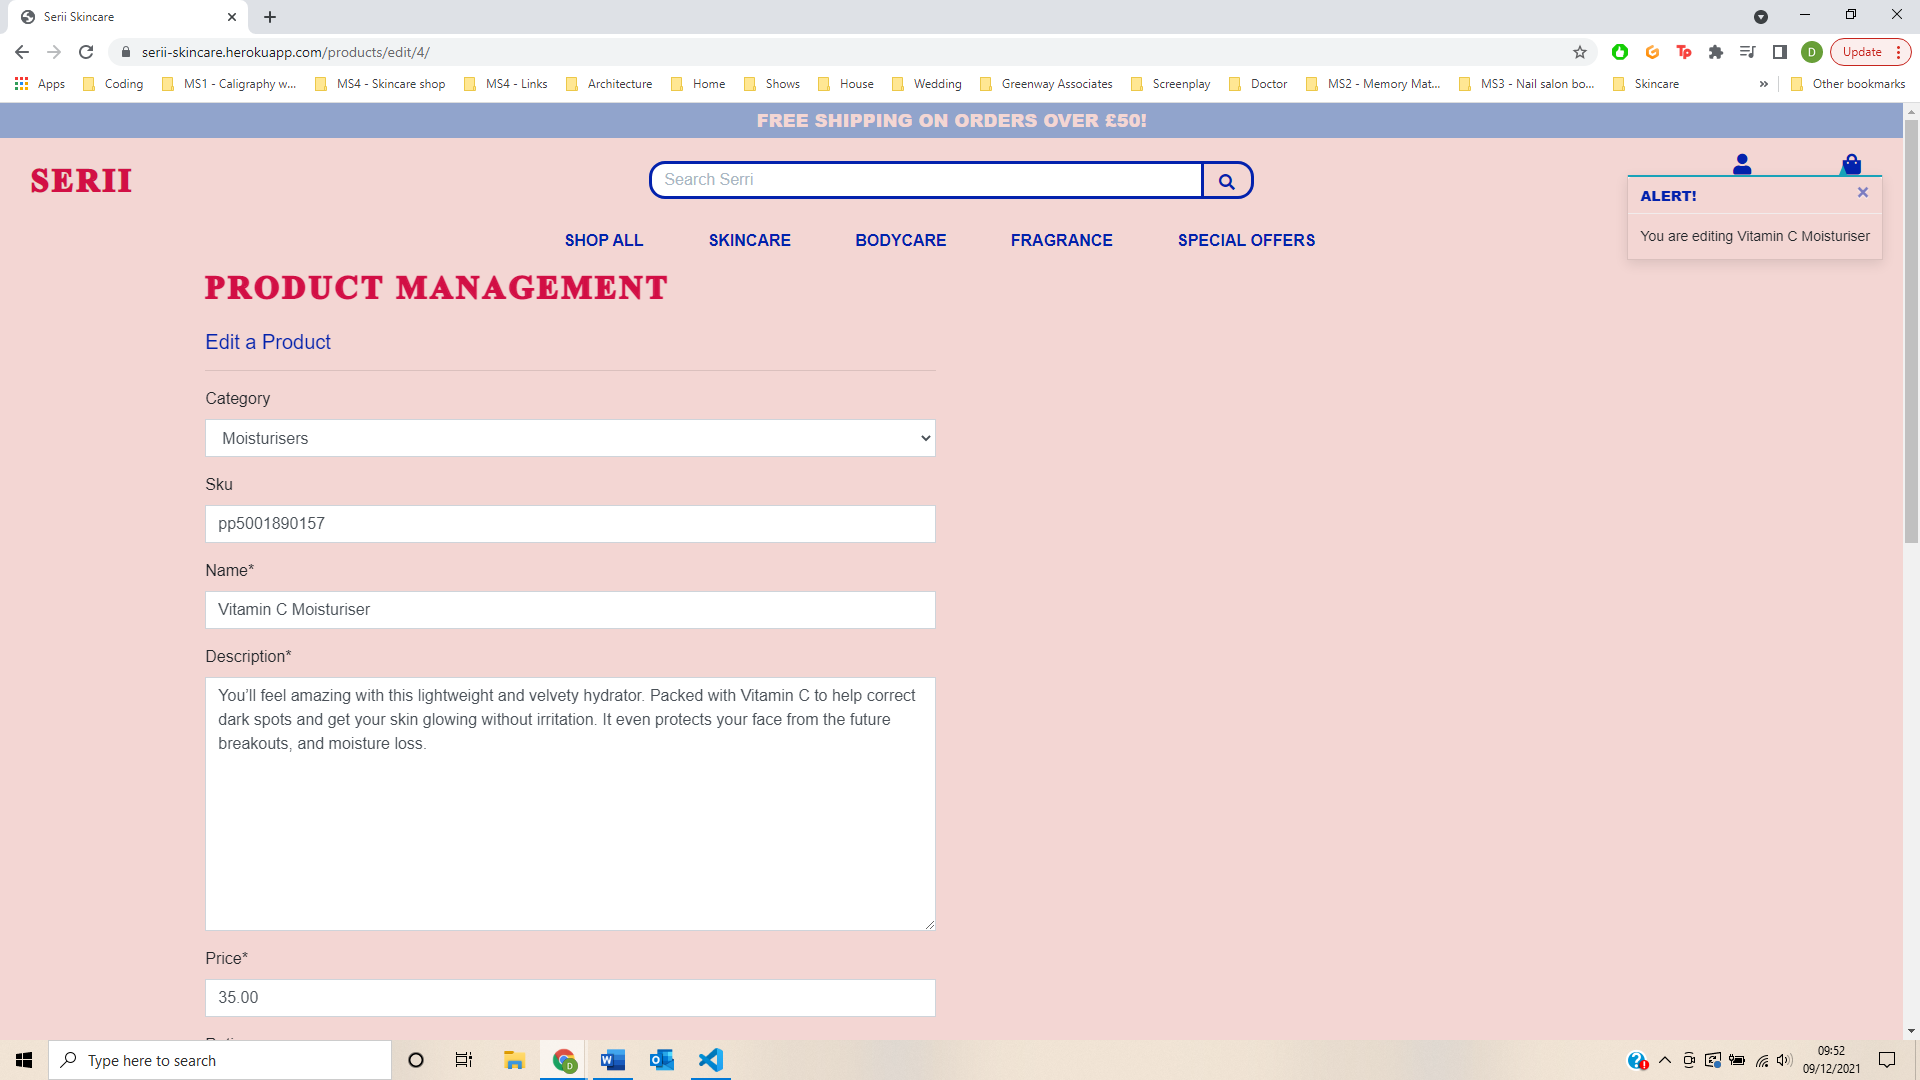 Serii Skincare
serii-skincare.herokuapp.com/products/edit/4/
D
Update
Apps
Coding
MS1 - Caligraphy w...
MS4 - Skincare shop
MS4 - Links
Architecture
Home
Shows
House
Wedding
Greenway Associates
Screenplay
Doctor
MS2 - Memory Mat...
MS3 - Nail salon bo...
Skincare
»
Other bookmarks
FREE SHIPPING ON ORDERS OVER £50!
SERII
Search Serri
ALERT!
You are editing Vitamin C Moisturiser
SHOP ALL
SKINCARE
BODYCARE
FRAGRANCE
SPECIAL OFFERS
PRODUCT MANAGEMENT
Edit a Product
Category
Moisturisers
Sku
pp5001890157
Name*
Vitamin C Moisturiser
Description*
You’ll feel amazing with this lightweight and velvety hydrator. Packed with Vitamin C to help correct
dark spots and get your skin glowing without irritation. It even protects your face from the future
breakouts, and moisture loss.
Price*
35.00
Type here to search
09:52
09/12/2021